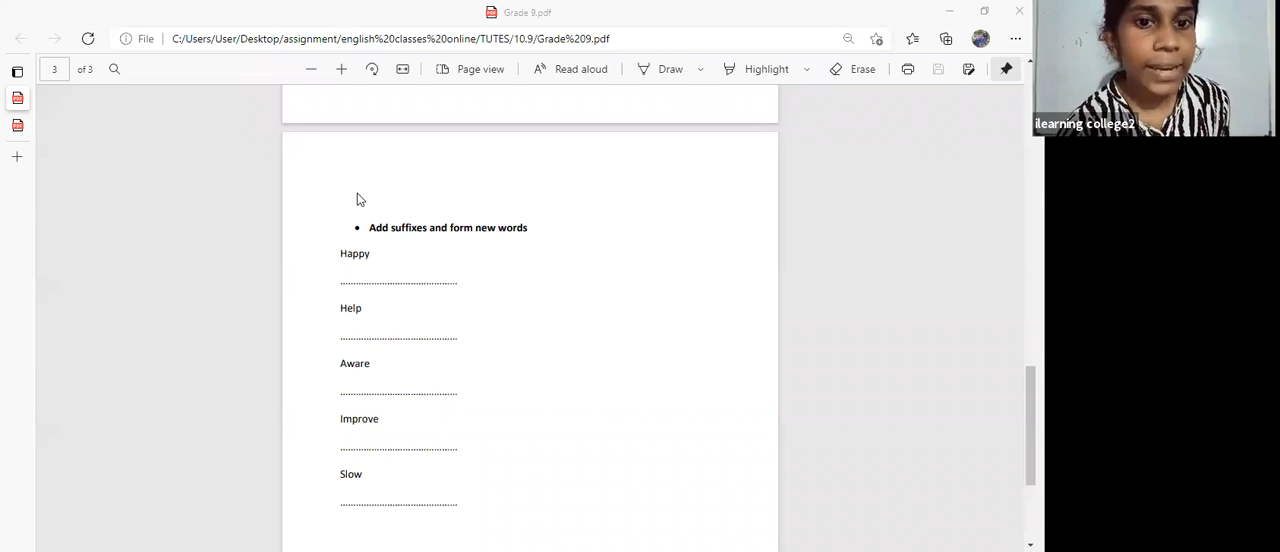 Grade 9.pdf
File
C:/Users/User/Desktop/assignment/english%20classes%20online/TUTES/10.9/Grade%209.pdf
3 of 3
Page view
Read aloud
Draw
Highlight
Erase
ilearning college2
• Add suffixes and form new words
Happy
.............................................
Help
.............................................
Aware
.............................................
Improve
.............................................
Slow
.............................................